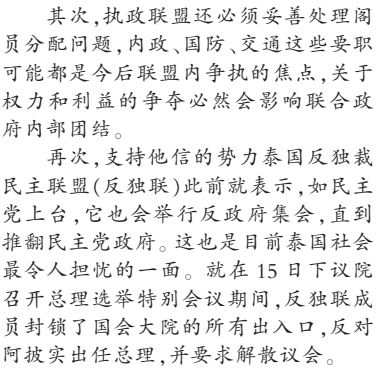 其次,执政联盟还必须妥善处理阁
员分配问题,内政、国防、交通这些要职
可能都是今后联盟内争执的焦点,关于
权力和利益的争夺必然会影响联合政
府内部团结。
再次,支持他信的势力泰国反独裁
民主联盟(反独联)此前就表示,如民主
党上台,它也会举行反政府集会,直到
推翻民主党政府。这也是目前泰国社会
最令人担忧的一面。就在 15 日下议院
召开总理选举特别会议期间,反独联成
员封锁了国会大院的所有出入口,反对
阿披实出任总理,并要求解散议会。